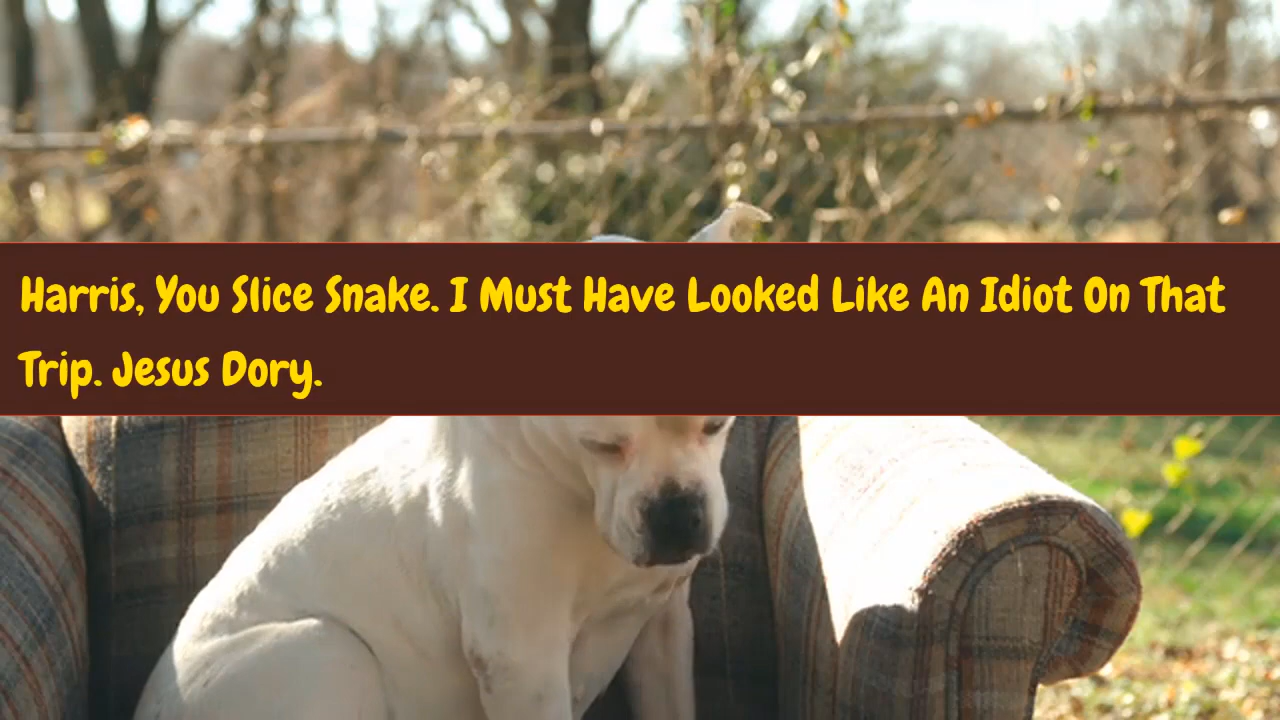 Harris, You Slice Snake. I Must Have Looked Like An Idiot On That
Trip. Jesus Dory.